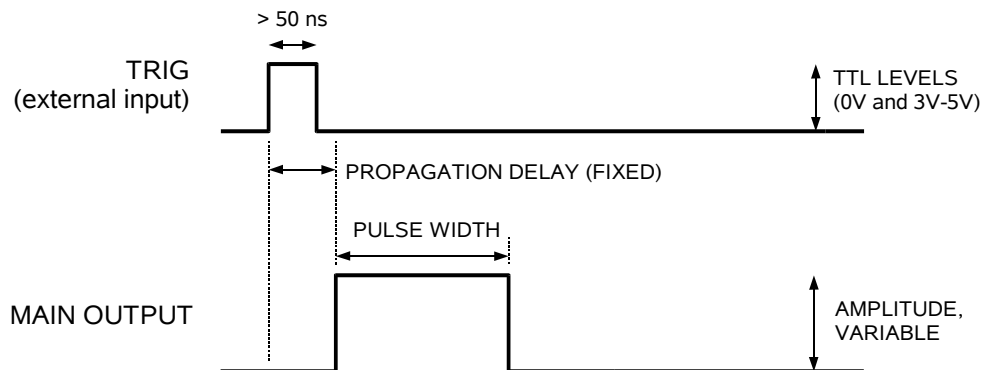 > 50 ns
TRIG
(external input)
TTL LEVELS
(0V and 3V-5V)
PROPAGATION DELAY (FIXED)
PULSE WIDTH
MAIN OUTPUT
AMPLITUDE,
VARIABLE